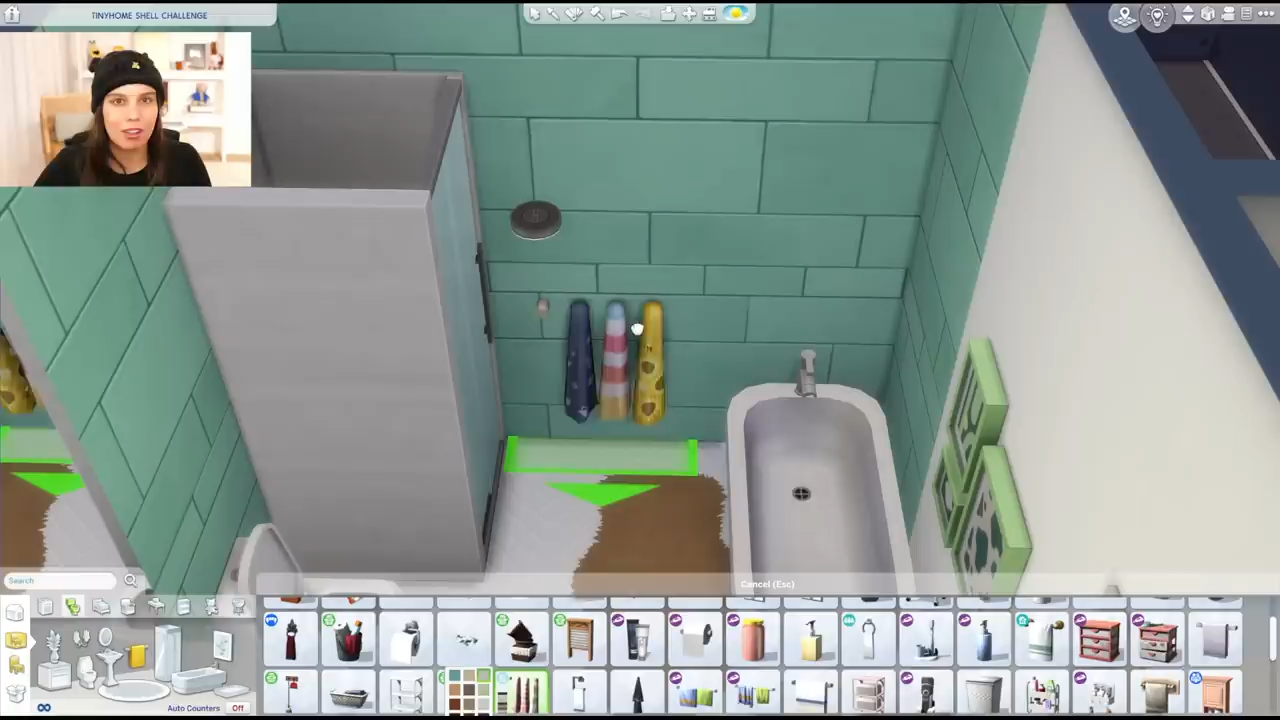 TINYHOME SHELL CHALLENGE
Cancel (Esc)
Search
Auto Counters
Off